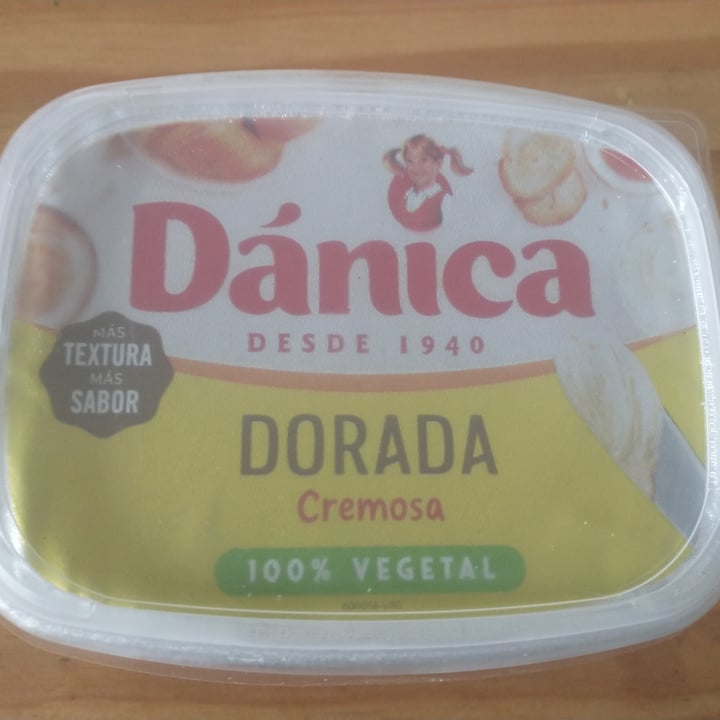 Dánica
DESDE 1940
MÁS
TEXTURA
MÁS
SABOR
DORADA
Cremosa
100% VEGETAL